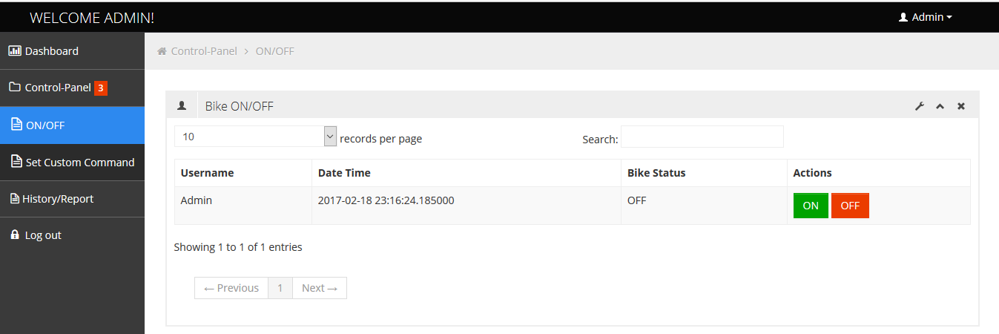 WELCOME ADMIN!
Admin
Dashboard
Control-Panel 3
ON/OFF
Set Custom Command
History/Report
Log out
Control-Panel > ON/OFF
Bike ON/OFF
10 records per page
Search:
Username Date Time Bike Status Actions
Admin 2017-02-18 23:16:24.185000 OFF ON OFF
Showing 1 to 1 of 1 entries
← Previous 1 Next →